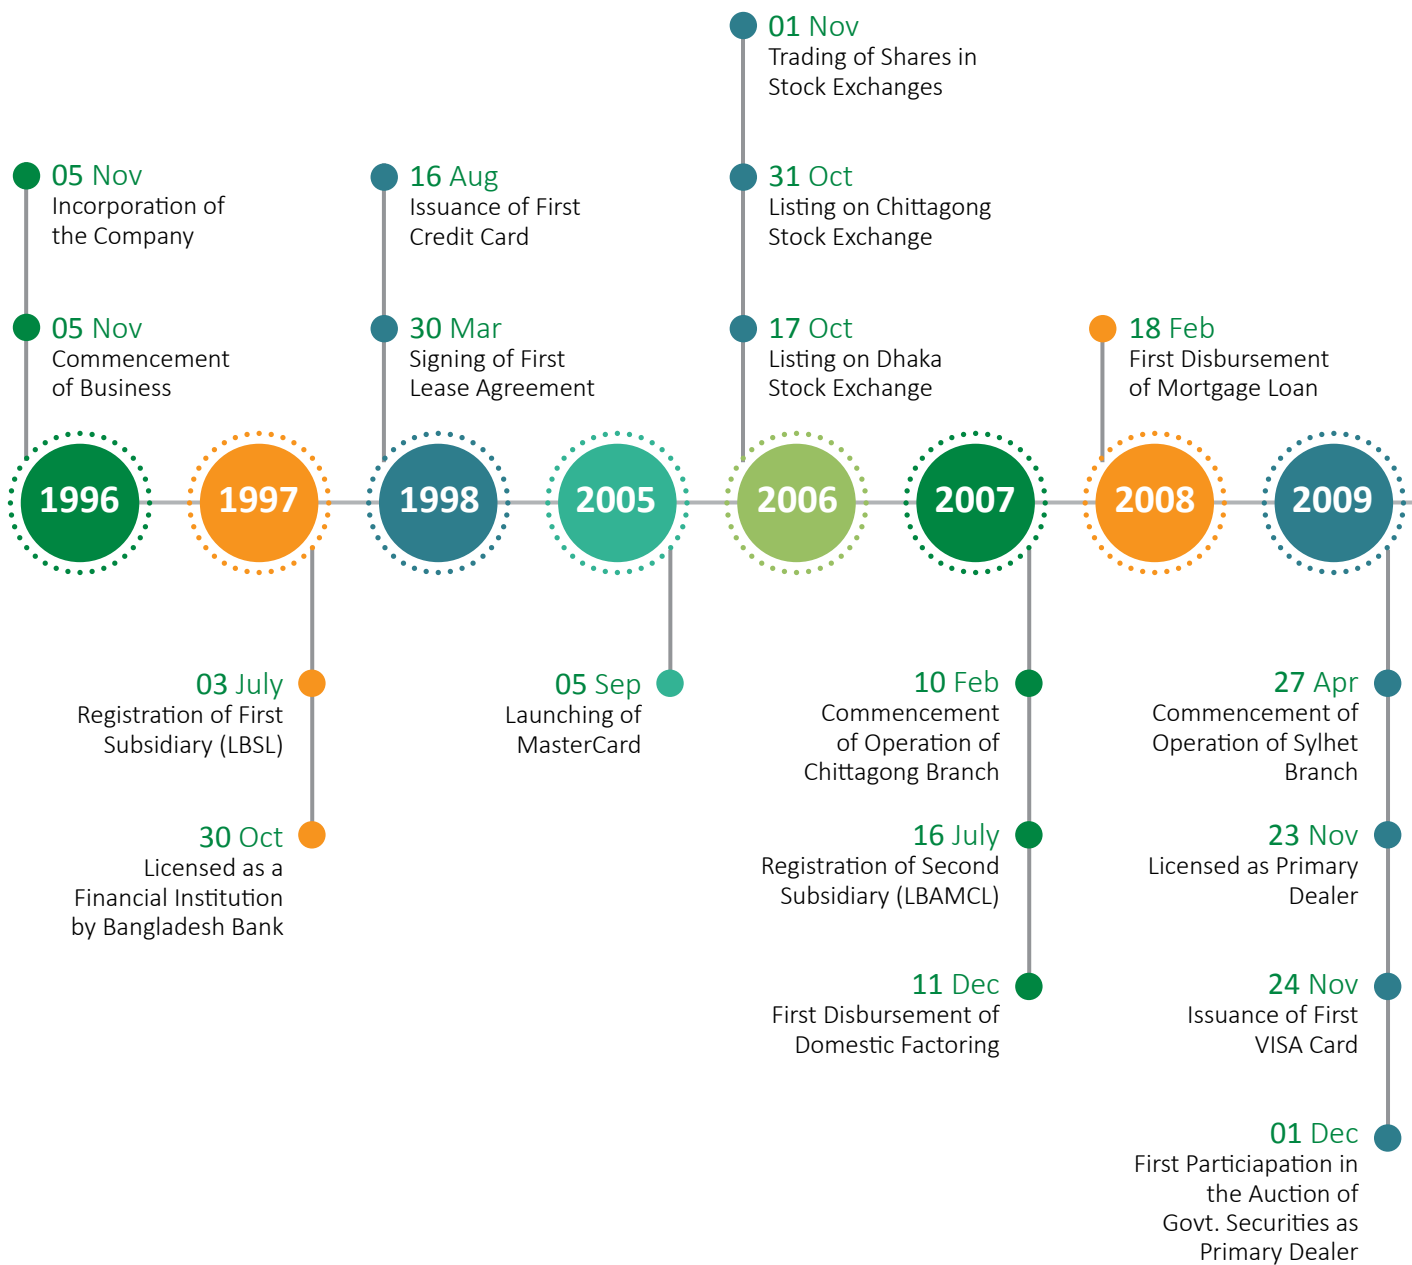 01 Nov
Trading of Shares in
Stock Exchanges
05 Nov
Incorporation of
the Company
16 Aug
Issuance of First
Credit Card
31 Oct
Listing on Chittagong
Stock Exchange
05 Nov
Commencement
of Business
30 Mar
Signing of First
Lease Agreement
17 Oct
Listing on Dhaka
Stock Exchange
18 Feb
First Disbursement
of Mortgage Loan
1996
1997
1998
2005
2006
2007
2008
2009
03 July
Registration of First
Subsidiary (LBSL)
05 Sep
Launching of
MasterCard
10 Feb
Commencement
of Operation of
Chittagong Branch
27 Apr
Commencement of
Operation of Sylhet
Branch
30 Oct
Licensed as a
Financial Institution
by Bangladesh Bank
16 July
Registration of Second
Subsidiary (LBAMCL)
23 Nov
Licensed as Primary
Dealer
11 Dec
First Disbursement of
Domestic Factoring
24 Nov
Issuance of First
VISA Card
01 Dec
First Particiapation in
the Auction of
Govt. Securities as
Primary Dealer